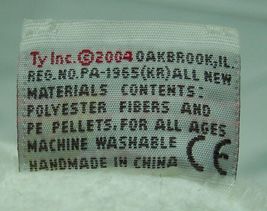 Ty Inc.©2004 OAKBROOK, IL.
REG.NO.PA-1965(KR) ALL NEW
MATERIALS CONTENTS:
POLYESTER FIBERS AND
PE PELLETS. FOR ALL AGES
MACHINE WASHABLE
HANDMADE IN CHINA CE